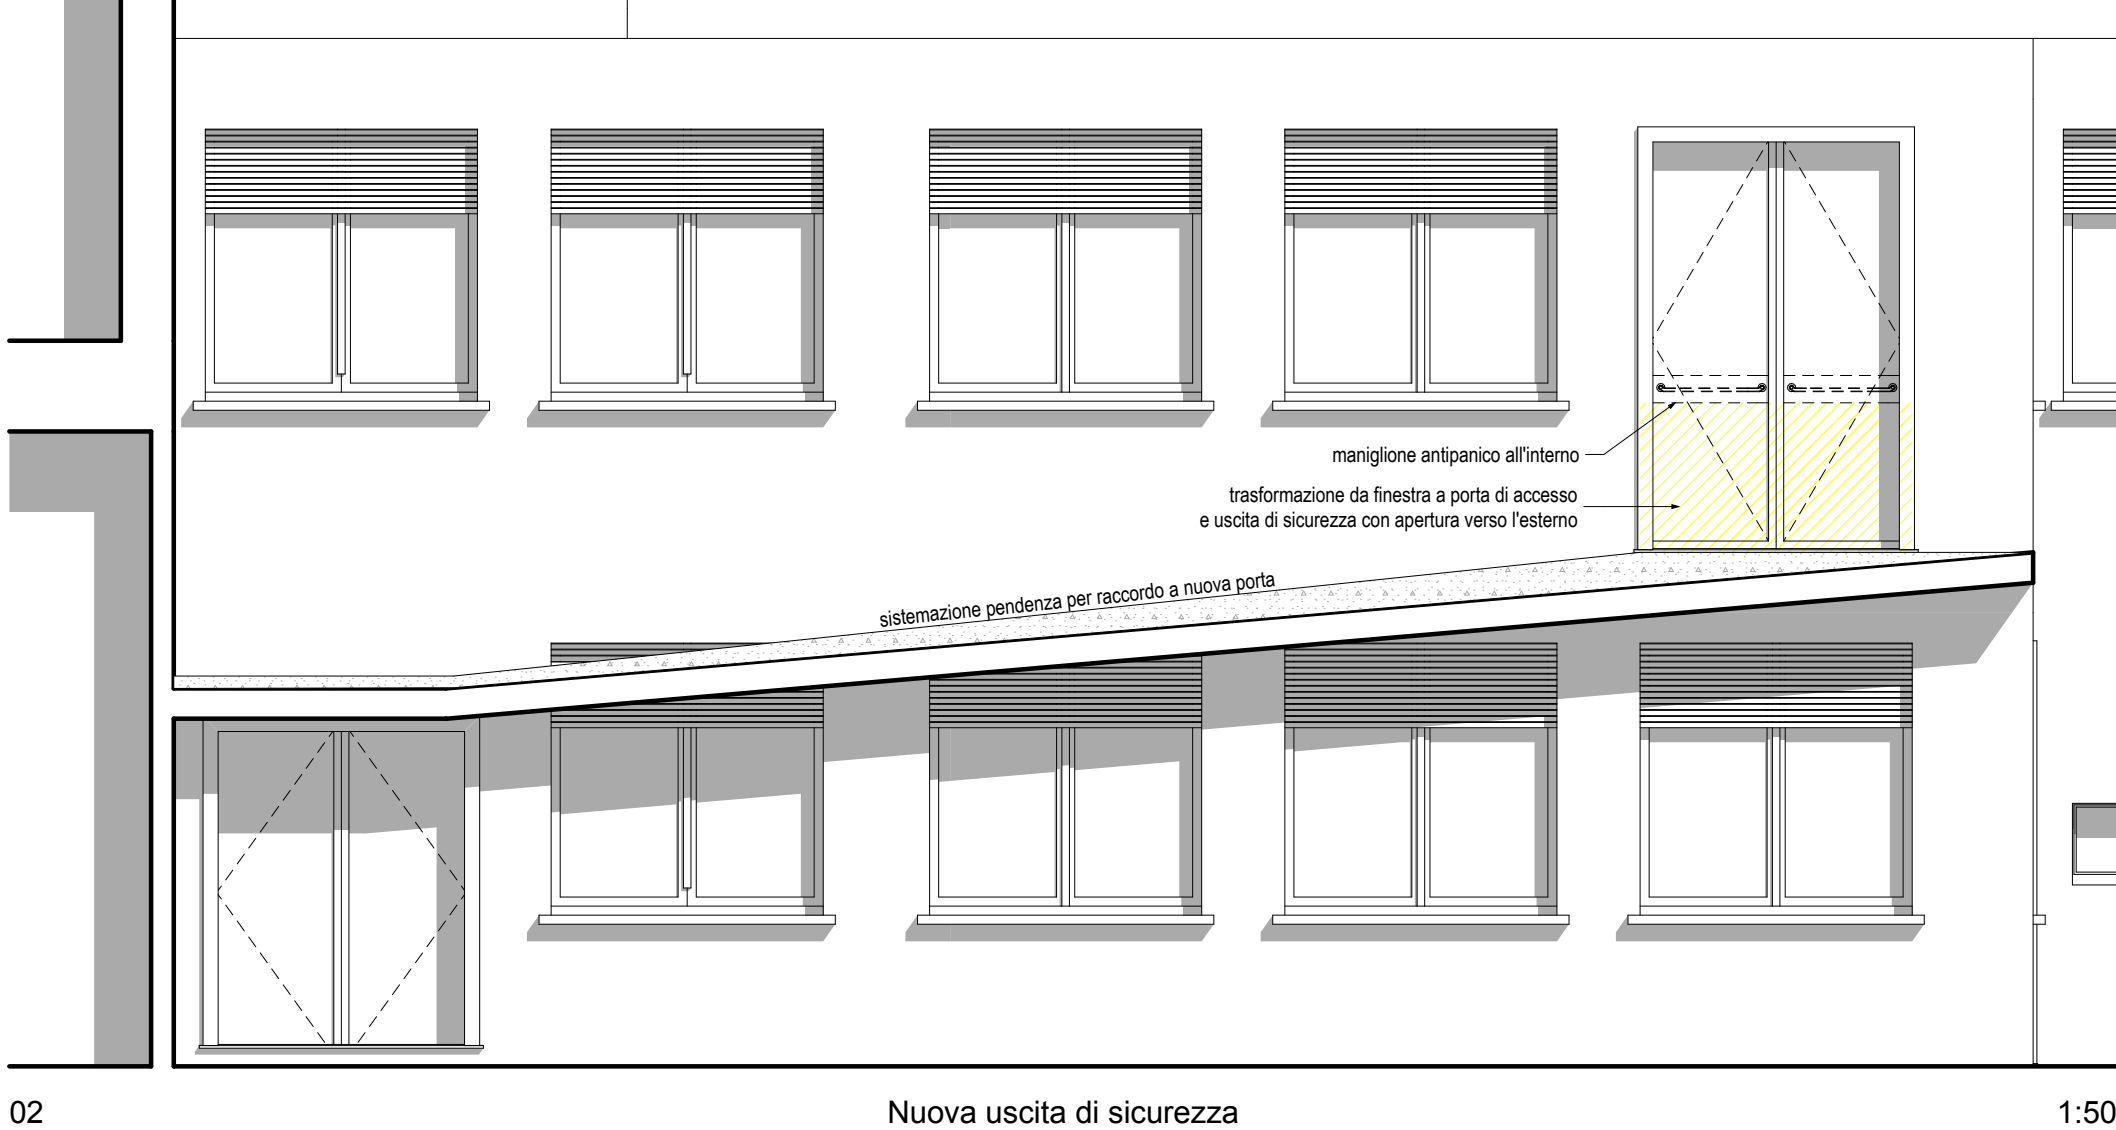 maniglione antipanico all'interno
trasformazione da finestra a porta di accesso
e uscita di sicurezza con apertura verso l'esterno
sistemazione pendenza per raccordo a nuova porta
02
Nuova uscita di sicurezza
1:50